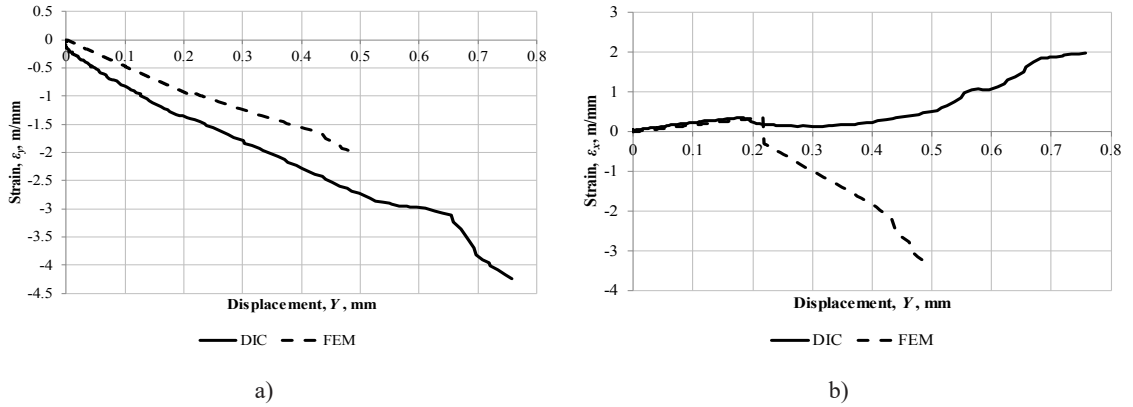 0.5
0
-0.5
-1
-1.5
-2
-2.5
-3
-3.5
-4
-4.5
0 0.1 0.2 0.3 0.4 0.5 0.6 0.7 0.8
Strain, εy, m/mm
Displacement, Y , mm
DIC FEM
a)
3
2
1
0
-1
-2
-3
-4
0 0.1 0.2 0.3 0.4 0.5 0.6 0.7 0.8
Strain, εx, m/mm
Displacement, Y , mm
DIC FEM
b)